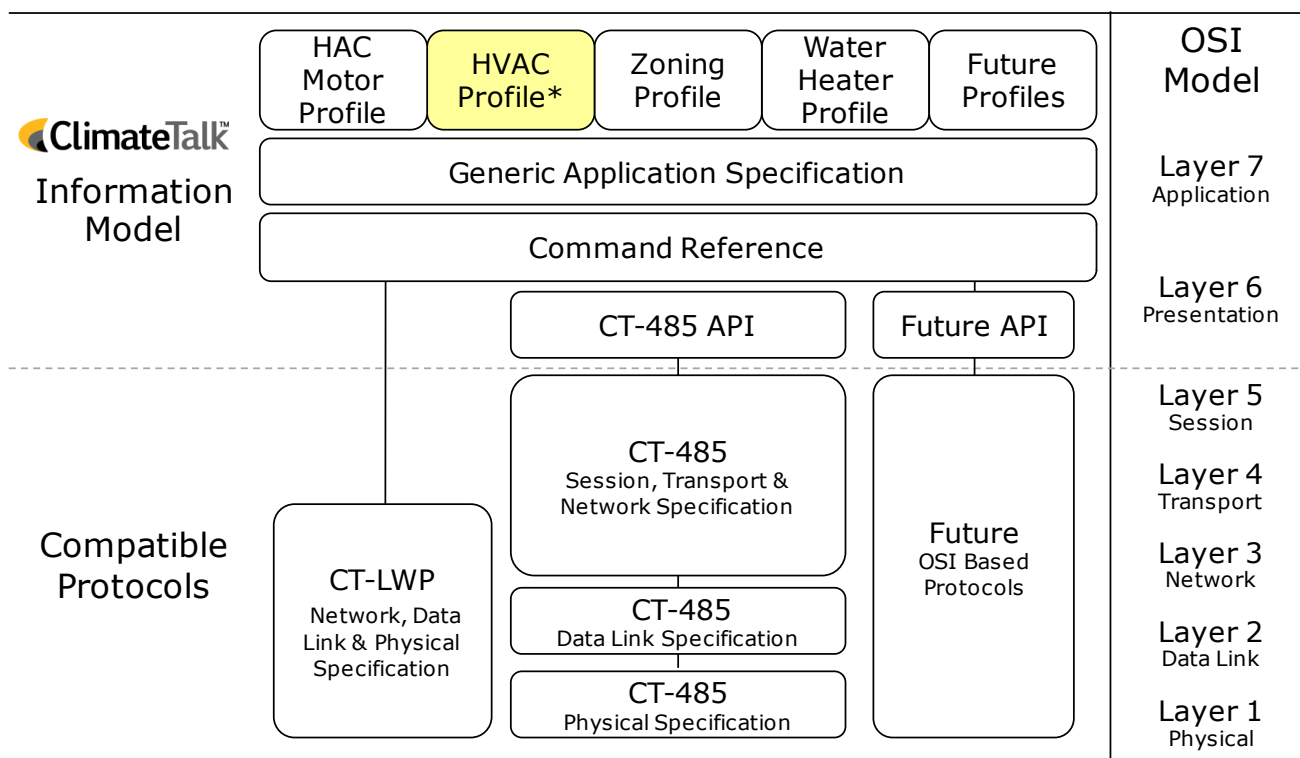 HAC
Motor
Profile
HVAC
Profile*
Zoning
Profile
Water
Heater
Profile
Future
Profiles
OSI
Model
ClimateTalk™
Information
Model
Generic Application Specification
Layer 7
Application
Command Reference
CT-485 API
Future API
Layer 6
Presentation
Compatible
Protocols
CT-LWP
Network, Data
Link & Physical
Specification
CT-485
Session, Transport &
Network Specification
CT-485
Data Link Specification
CT-485
Physical Specification
Future
OSI Based
Protocols
Layer 5
Session
Layer 4
Transport
Layer 3
Network
Layer 2
Data Link
Layer 1
Physical